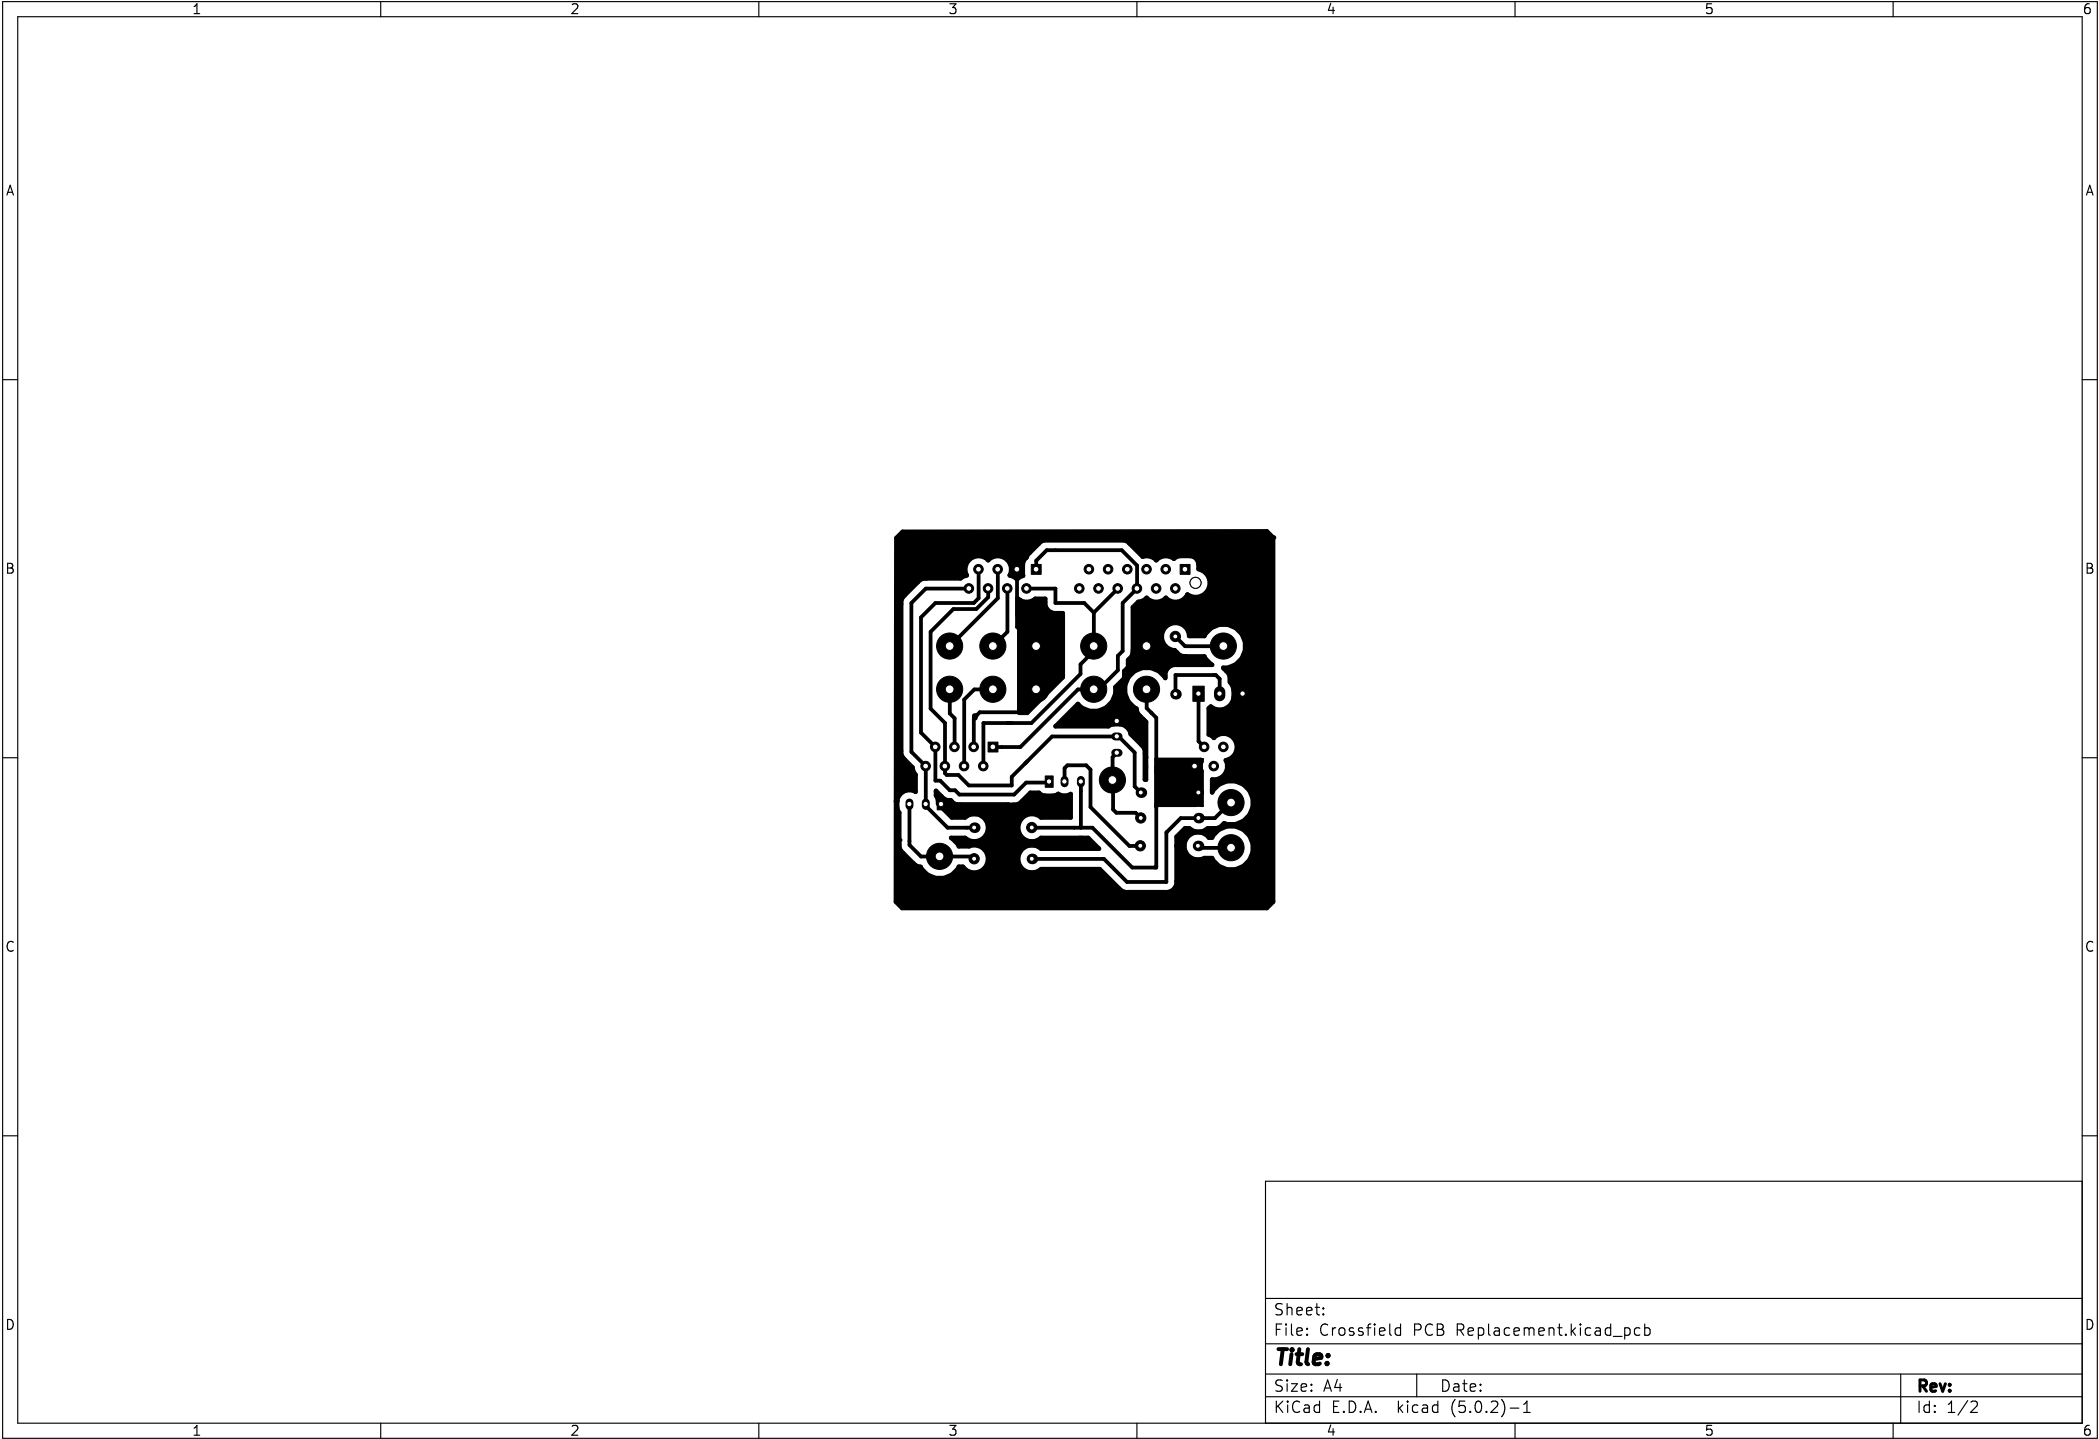 1 2 3 4 5 6
A A
B B
C C
D D
Sheet:
File: Crossfield PCB Replacement.kicad_pcb
Title:
Size: A4 Date: Rev:
KiCad E.D.A. kicad (5.0.2)-1 Id: 1/2
1 2 3 4 5 6